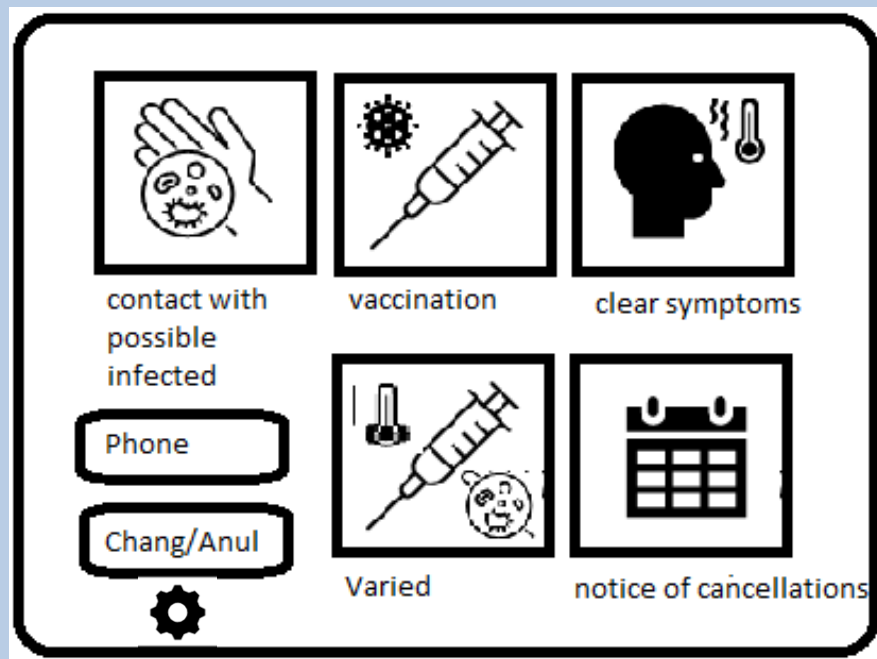 contact with
possible
infected
vaccination
clear symptoms
Phone
Chang/Anul
Varied
notice of cancellations